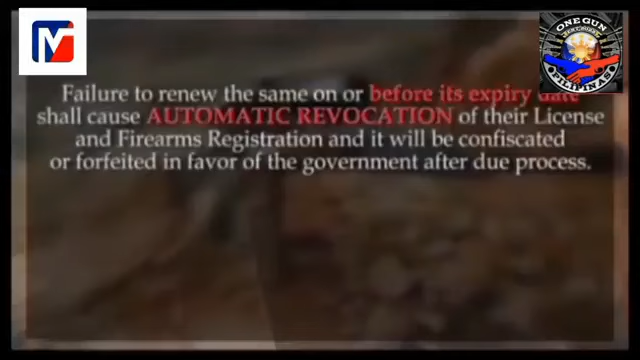 M
ONE GUN
PILIPINAS
Failure to renew the same on or before its expiry date
shall cause AUTOMATIC REVOCATION of their License
and Firearms Registration and it will be confiscated
or forfeited in favor of the government after due process.